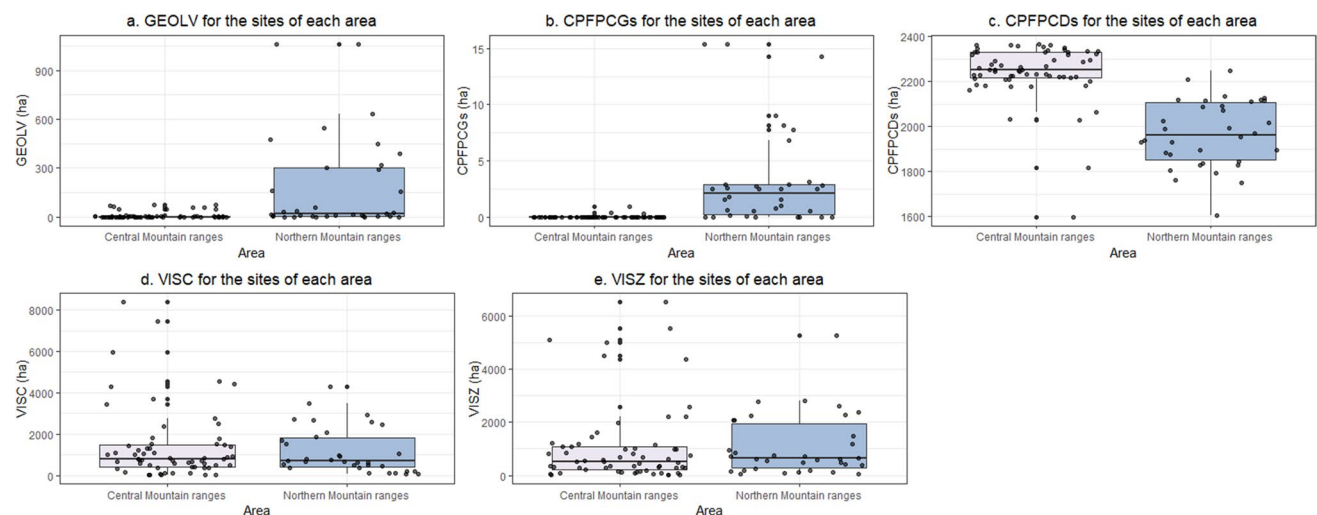 a. GEOLV for the sites of each area
GEOLV (ha)
900
600
300
0
Central Mountain ranges
Northern Mountain ranges
Area
b. CPFPCGs for the sites of each area
CPFPCGs (ha)
15
10
5
0
Central Mountain ranges
Northern Mountain ranges
Area
c. CPFPCDs for the sites of each area
CPFPCDs (ha)
2400
2200
2000
1800
1600
Central Mountain ranges
Northern Mountain ranges
Area
d. VISC for the sites of each area
VISC (ha)
8000
6000
4000
2000
0
Central Mountain ranges
Northern Mountain ranges
Area
e. VISZ for the sites of each area
VISZ (ha)
6000
4000
2000
0
Central Mountain ranges
Northern Mountain ranges
Area